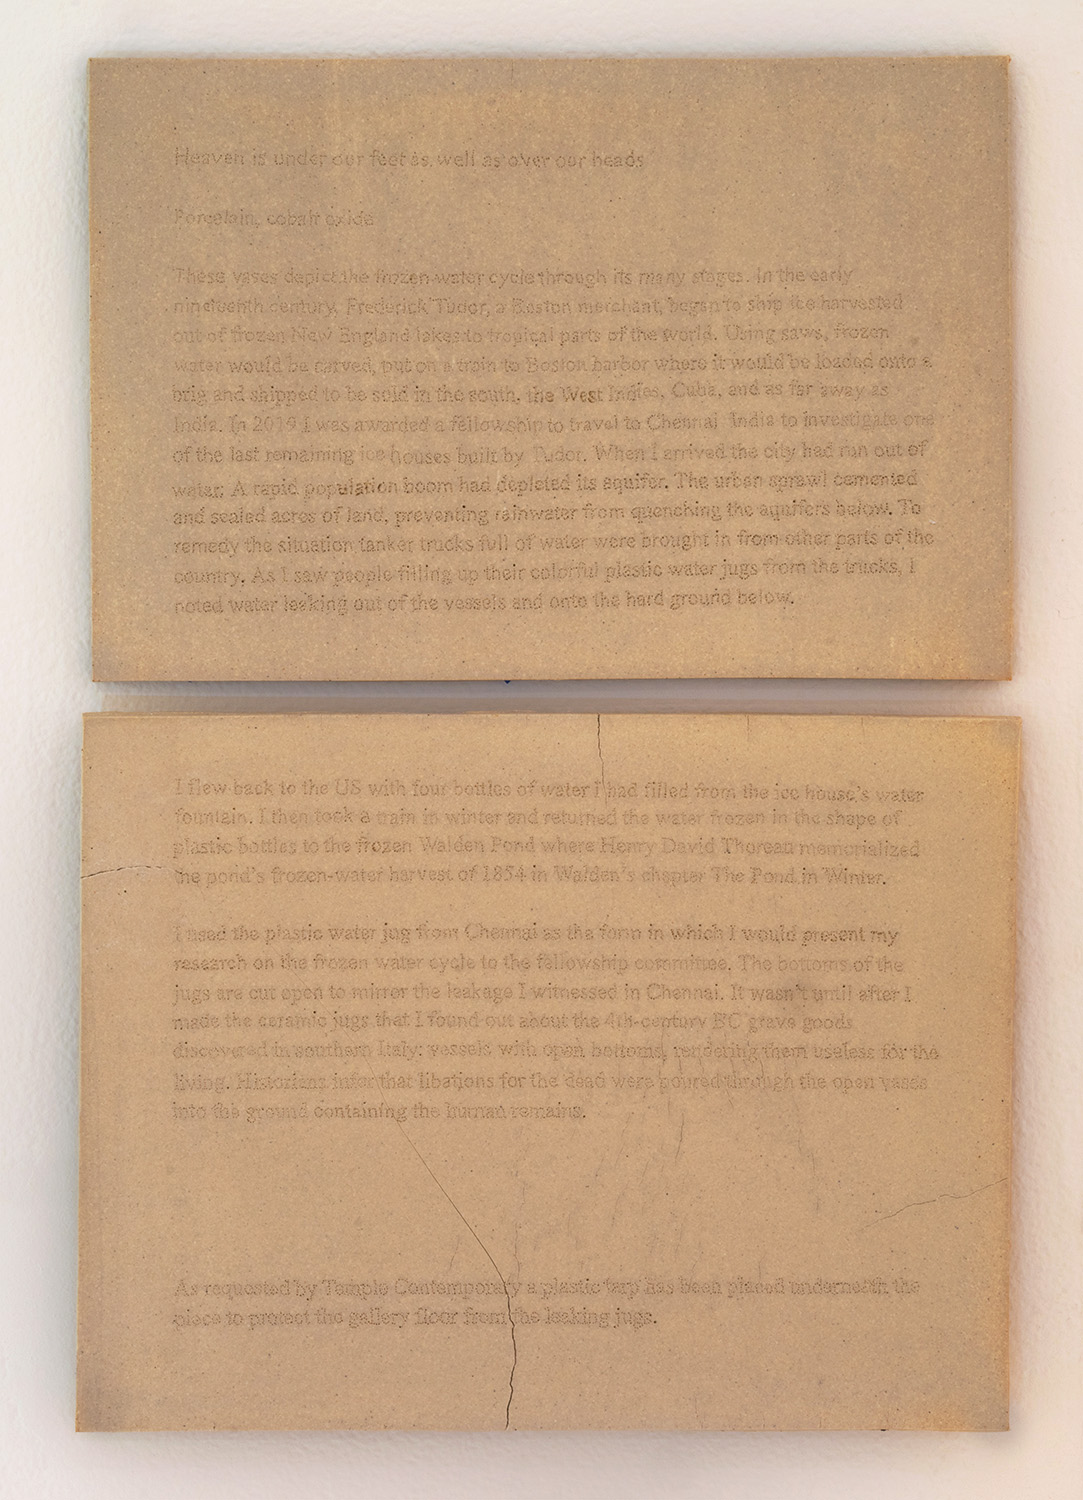 Heaven is under our feet as well as over our heads
Porcelain, cobalt oxide
These vases depict the frozen-water cycle through its many stages. In the early
nineteenth century, Frederick Tudor, a Boston merchant, began to ship ice harvested
out of frozen New England lakes to tropical parts of the world. Using saws, frozen
water would be carved, put on a train to Boston harbor where it would be loaded onto a
brig and shipped to be sold in the south, the West Indies, Cuba, and as far away as
India. In 2019 I was awarded a fellowship to travel to Chennai India to investigate one
of the last remaining ice houses built by Tudor. When I arrived the city had run out of
water. A rapid population boom had depleted its aquifer. The urban sprawl cemented
and sealed acres of land, preventing rainwater from quenching the aquifers below. To
remedy the situation tanker trucks full of water were brought in from other parts of the
country. As I saw people filling up their colorful plastic water jugs from the trucks, I
noted water leaking out of the vessels and onto the hard ground below.
I flew back to the US with four bottles of water I had filled from the ice house's water
fountain. I then took a train in winter and returned the water frozen in the shape of
plastic bottles to the frozen Walden Pond where Henry David Thoreau memorialized
the pond's frozen-water harvest of 1854 in Walden's chapter The Pond in Winter.
I used the plastic water jug from Chennai as the form in which I would present my
research on the frozen water cycle to the fellowship committee. The bottoms of the
jugs are cut open to mirror the leakage I witnessed in Chennai. It wasn't until after I
made the ceramic jugs that I found out about the 4th-century BC grave goods
discovered in southern Italy: vessels with open bottoms, rendering them useless for the
living. Historians infer that libations for the dead were poured through the open vases
into the ground containing the human remains.
As requested by Temple Contemporary a plastic tarp has been placed underneath the
piece to protect the gallery floor from the leaking jugs.